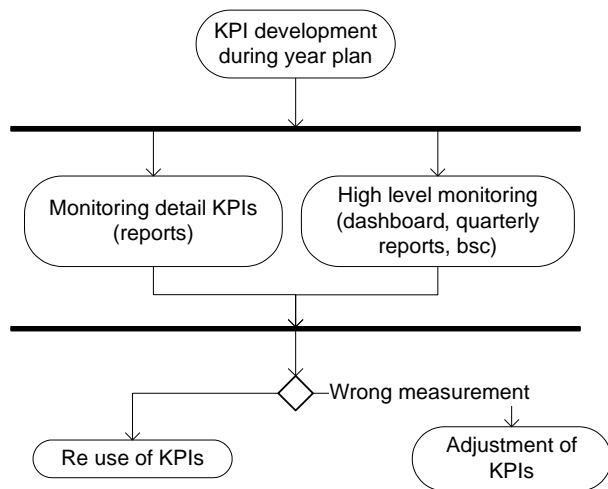 KPI development
during year plan
Monitoring detail KPIs
(reports)
High level monitoring
(dashboard, quarterly
reports, bsc)
Wrong measurement
Re use of KPIs
Adjustment of
KPIs